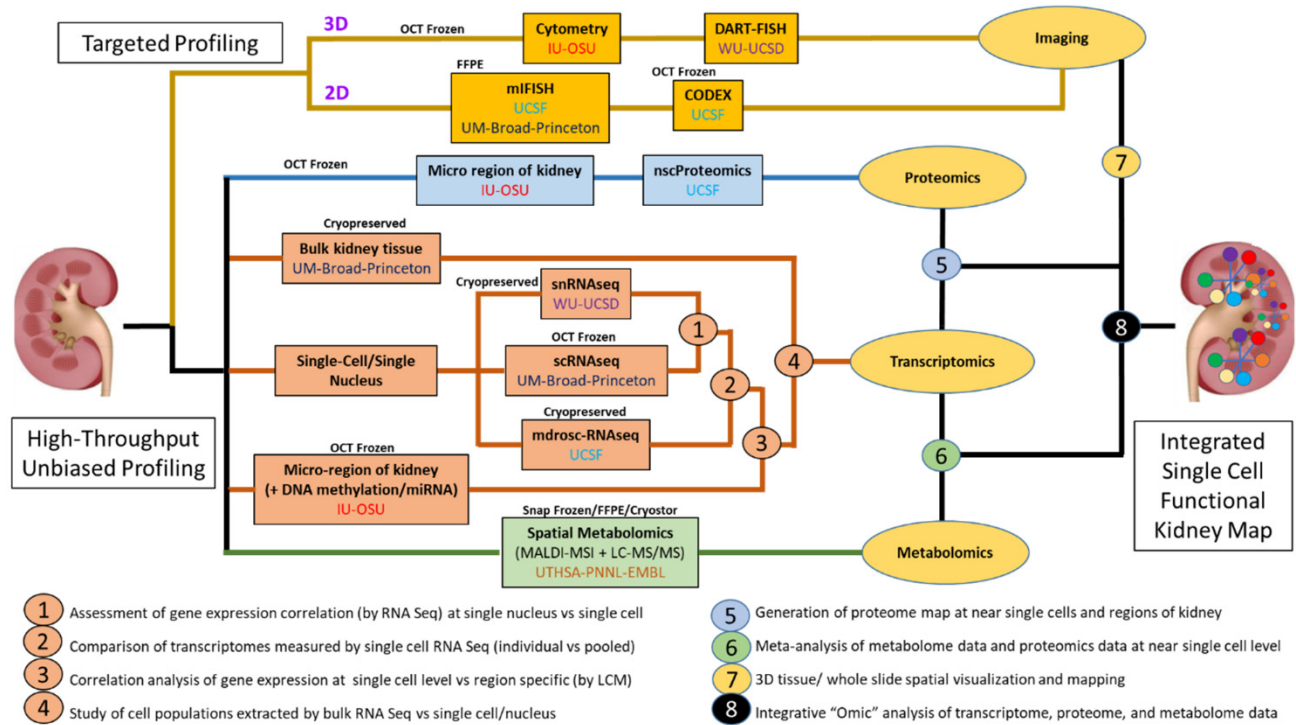 Targeted Profiling
3D
OCT Frozen
Cytometry
IU-OSU
DART-FISH
WU-UCSD
Imaging
2D
FFPE
mIFISH
UCSF
UM-Broad-Princeton
OCT Frozen
CODEX
UCSF
7
OCT Frozen
Micro region of kidney
IU-OSU
nscProteomics
UCSF
Proteomics
Cryopreserved
Bulk kidney tissue
UM-Broad-Princeton
5
Cryopreserved
snRNAseq
WU-UCSD
1
8
OCT Frozen
Single-Cell/Single
Nucleus
scRNAseq
UM-Broad-Princeton
2
4
Transcriptomics
Cryopreserved
mdrosc-RNAseq
UCSF
3
High-Throughput
Unbiased Profiling
OCT Frozen
Micro-region of kidney
(+ DNA methylation/miRNA)
IU-OSU
6
Integrated
Single Cell
Functional
Kidney Map
Snap Frozen/FFPE/Cryostor
Spatial Metabolomics
(MALDI-MSI + LC-MS/MS)
UTHSA-PNNL-EMBL
Metabolomics
1 Assessment of gene expression correlation (by RNA Seq) at single nucleus vs single cell
2 Comparison of transcriptomes measured by single cell RNA Seq (individual vs pooled)
3 Correlation analysis of gene expression at single cell level vs region specific (by LCM)
4 Study of cell populations extracted by bulk RNA Seq vs single cell/nucleus
5 Generation of proteome map at near single cells and regions of kidney
6 Meta-analysis of metabolome data and proteomics data at near single cell level
7 3D tissue/ whole slide spatial visualization and mapping
8 Integrative “Omic” analysis of transcriptome, proteome, and metabolome data